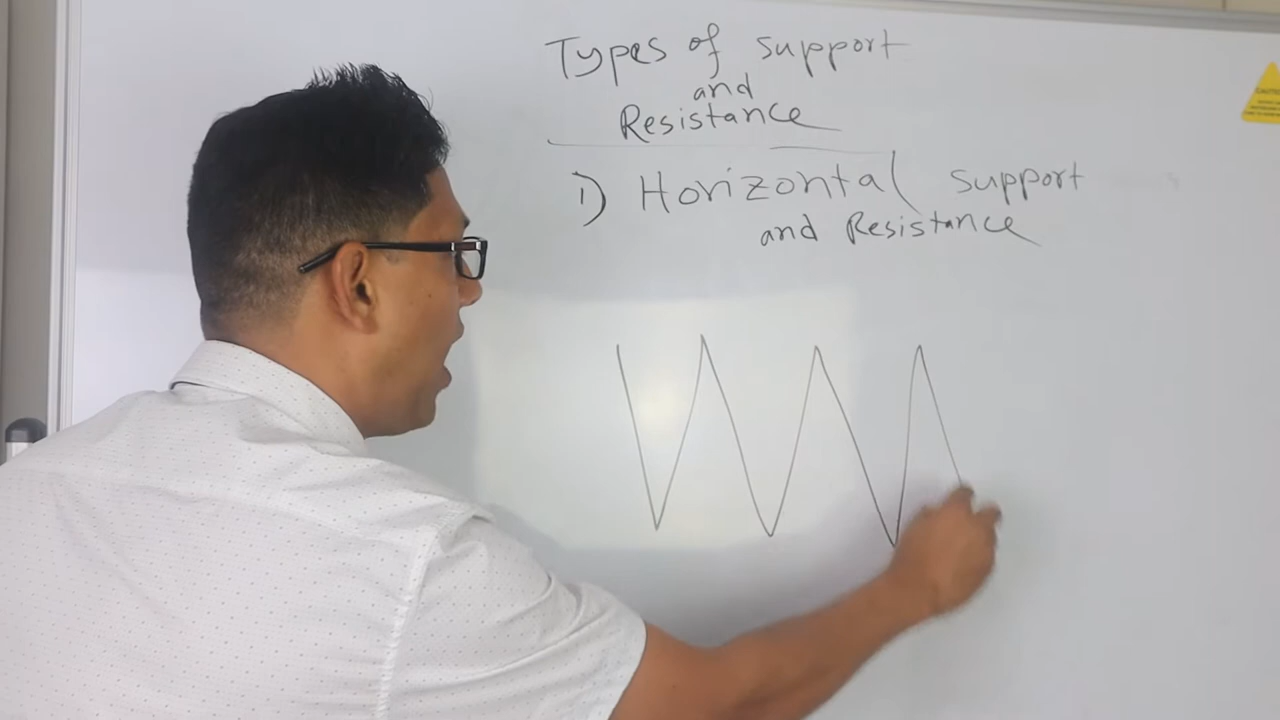 Types of support
and
Resistance
1) Horizontal support
and Resistance